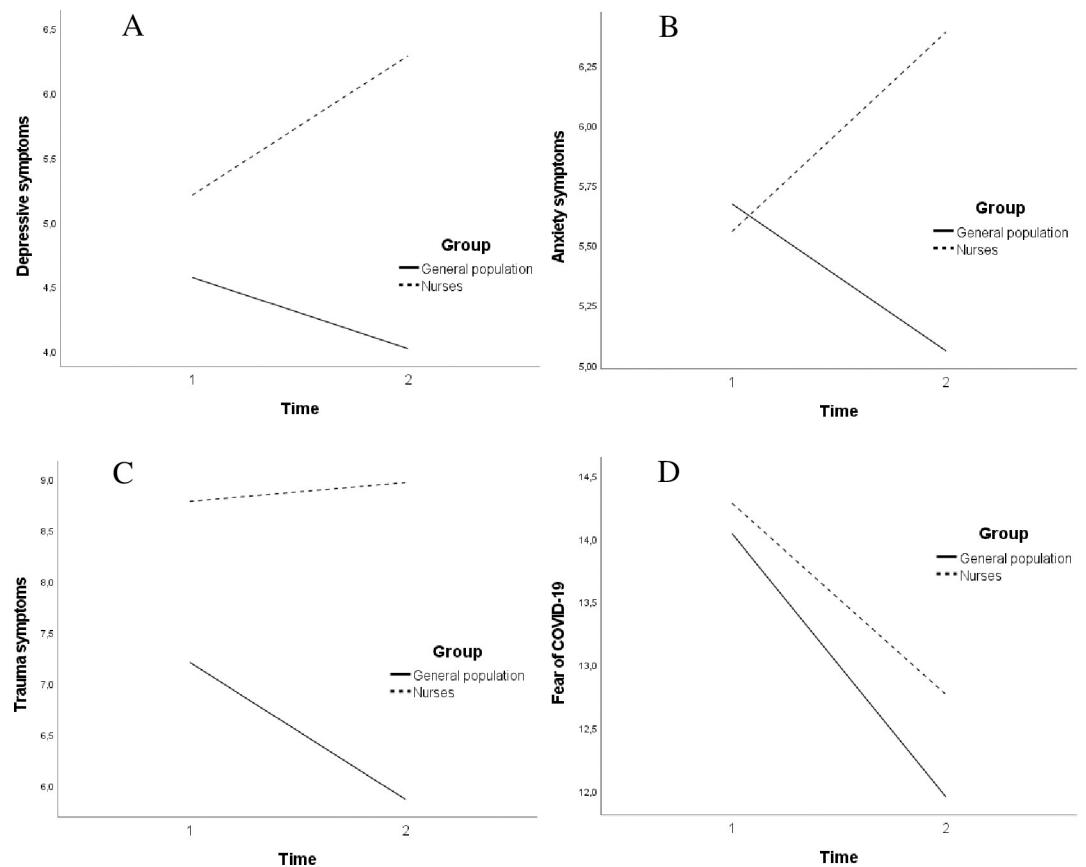 A
6,5
6,0
5,5
5,0
4,5
4,0
Depressive symptoms
Group
General population
Nurses
1 2
Time
B
6,25
6,00
5,75
5,50
5,25
5,00
Anxiety symptoms
Group
General population
Nurses
1 2
Time
C
9,0
8,5
8,0
7,5
7,0
6,5
6,0
Trauma symptoms
Group
General population
Nurses
1 2
Time
D
14,5
14,0
13,5
13,0
12,5
12,0
Fear of COVID-19
Group
General population
Nurses
1 2
Time